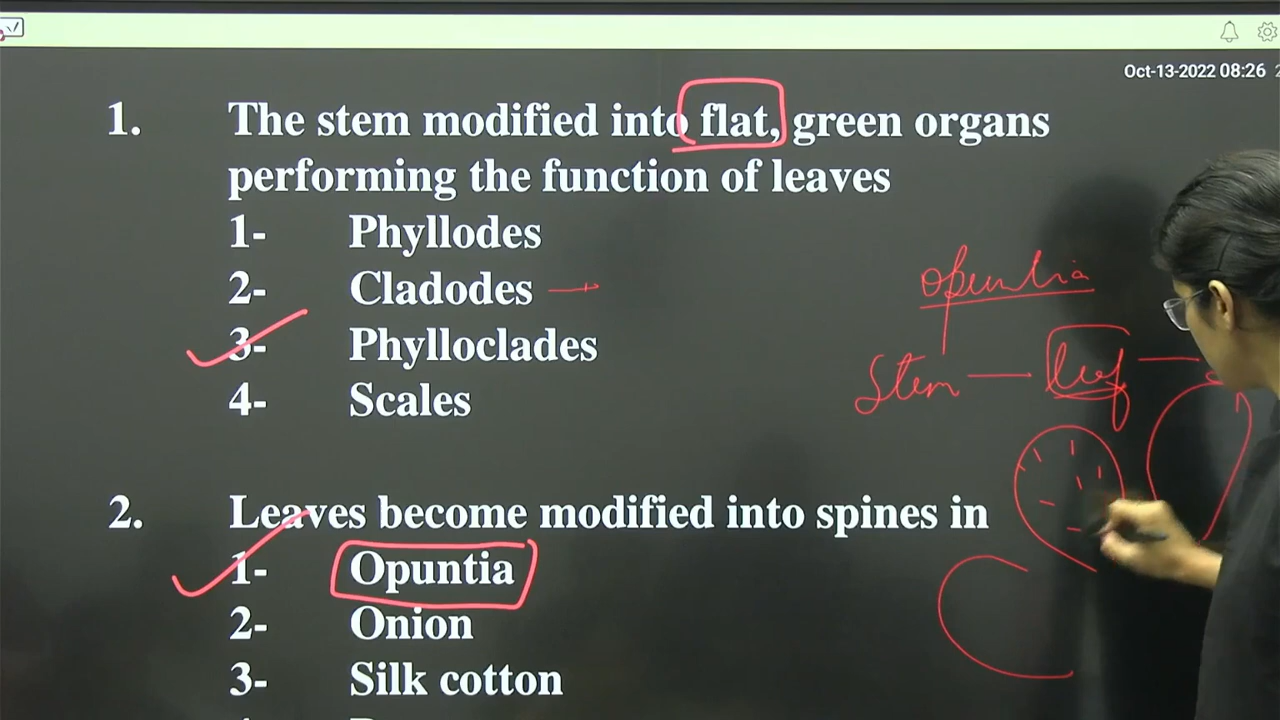 Oct-13-2022 08:26
1. The stem modified into flat, green organs
performing the function of leaves
1- Phyllodes
2- Cladodes
3- Phylloclades
4- Scales
opuntia
Stem — leaf
2. Leaves become modified into spines in
1- Opuntia
2- Onion
3- Silk cotton